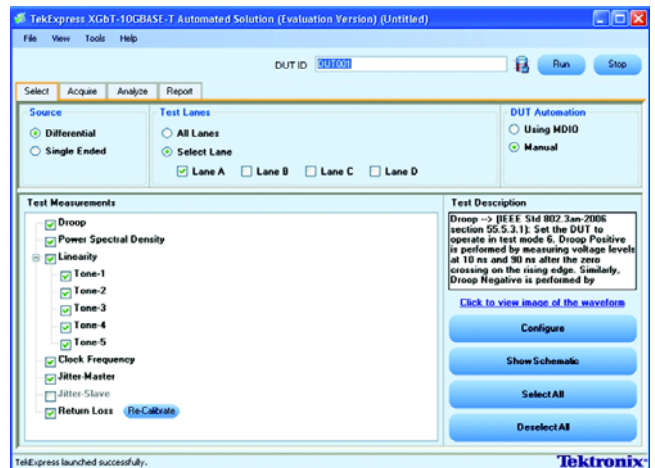 TekExpress XGbT-10GBASE-T Automated Solution (Evaluation Version) (Untitled)
File View Tools Help
DUT ID DUT001 Run Stop
Select Acquire Analyze Report
Source Test Lanes DUT Automation
Differential All Lanes Using MDIO
Single Ended Select Lane Manual
Lane A Lane B Lane C Lane D
Test Measurements Test Description
Droop
Power Spectral Density
Linearity
Tone-1
Tone-2
Tone-3
Tone-4
Tone-5
Clock Frequency
Jitter-Master
Jitter-Slave
Return Loss Re-Calibrate
Droop --> [IEEE Std 802.3an-2006
section 55.5.3.1]: Set the DUT to
operate in test mode 6. Droop Positive
is performed by measuring voltage levels
at 10 ns and 90 ns after the zero
crossing on the rising edge. Similarly,
Droop Negative is performed by
Click to view image of the waveform
Configure
Show Schematic
Select All
Deselect All
TekExpress launched successfully. Tektronix